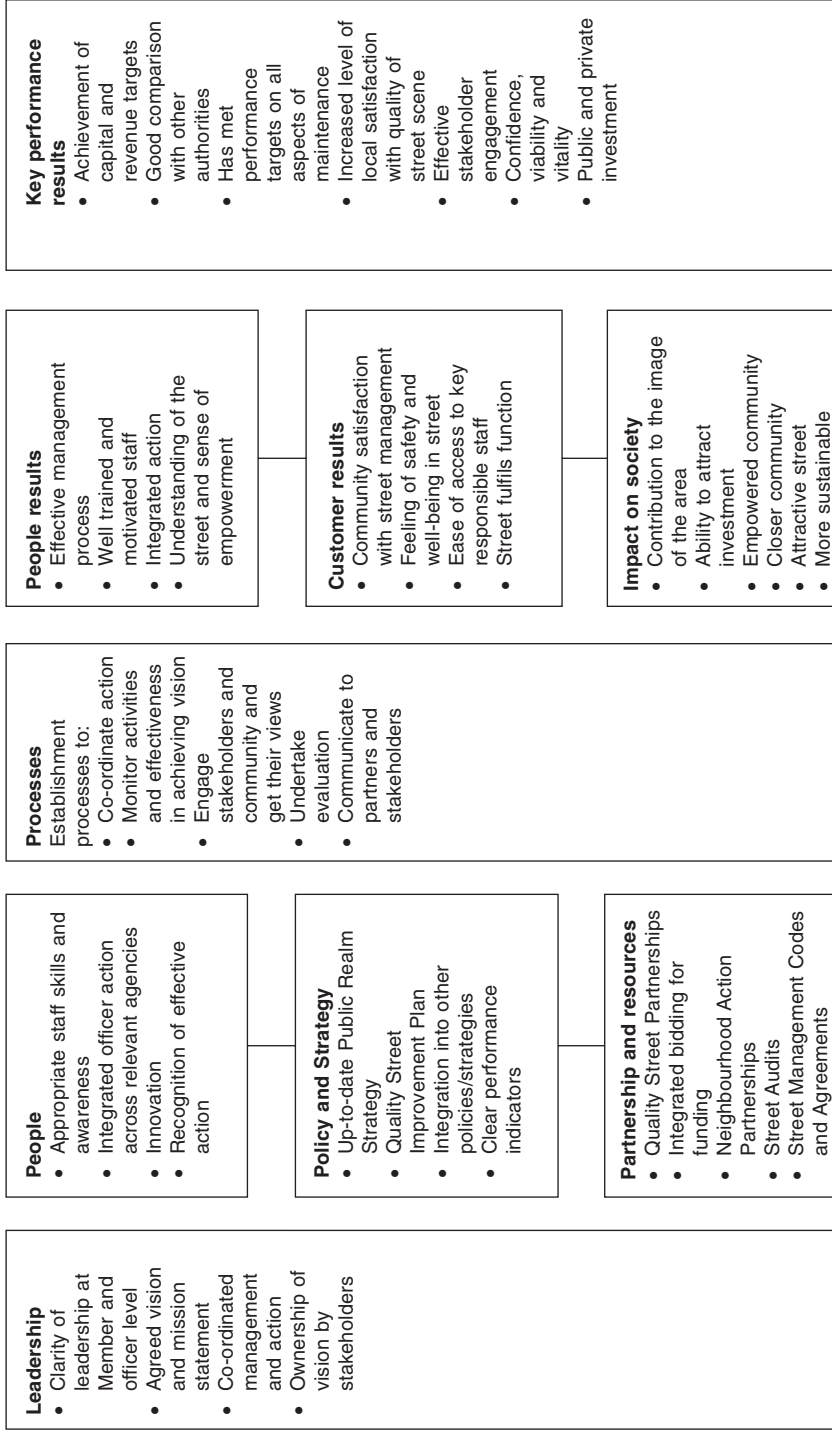 Leadership
• Clarity of
leadership at
Member and
officer level
• Agreed vision
and mission
statement
• Co-ordinated
management
and action
• Ownership of
vision by
stakeholders
People
• Appropriate staff skills and
awareness
• Integrated officer action
across relevant agencies
• Innovation
• Recognition of effective
action
Policy and Strategy
• Up-to-date Public Realm
Strategy
• Quality Street
Improvement Plan
• Integration into other
policies/strategies
• Clear performance
indicators
Partnership and resources
• Quality Street Partnerships
• Integrated bidding for
funding
• Neighbourhood Action
Partnerships
• Street Audits
• Street Management Codes
and Agreements
Processes
Establishment
processes to:
• Co-ordinate action
• Monitor activities
and effectiveness
in achieving vision
• Engage
stakeholders and
community and
get their views
• Undertake
evaluation
• Communicate to
partners and
stakeholders
People results
• Effective management
process
• Well trained and
motivated staff
• Integrated action
• Understanding of the
street and sense of
empowerment
Customer results
• Community satisfaction
with street management
• Feeling of safety and
well-being in street
• Ease of access to key
responsible staff
• Street fulfils function
Impact on society
• Contribution to the image
of the area
• Ability to attract
investment
• Empowered community
• Closer community
• Attractive street
• More sustainable
Key performance
results
• Achievement of
capital and
revenue targets
• Good comparison
with other
authorities
• Has met
performance
targets on all
aspects of
maintenance
• Increased level of
local satisfaction
with quality of
street scene
• Effective
stakeholder
engagement
• Confidence,
viability and
vitality
• Public and private
investment